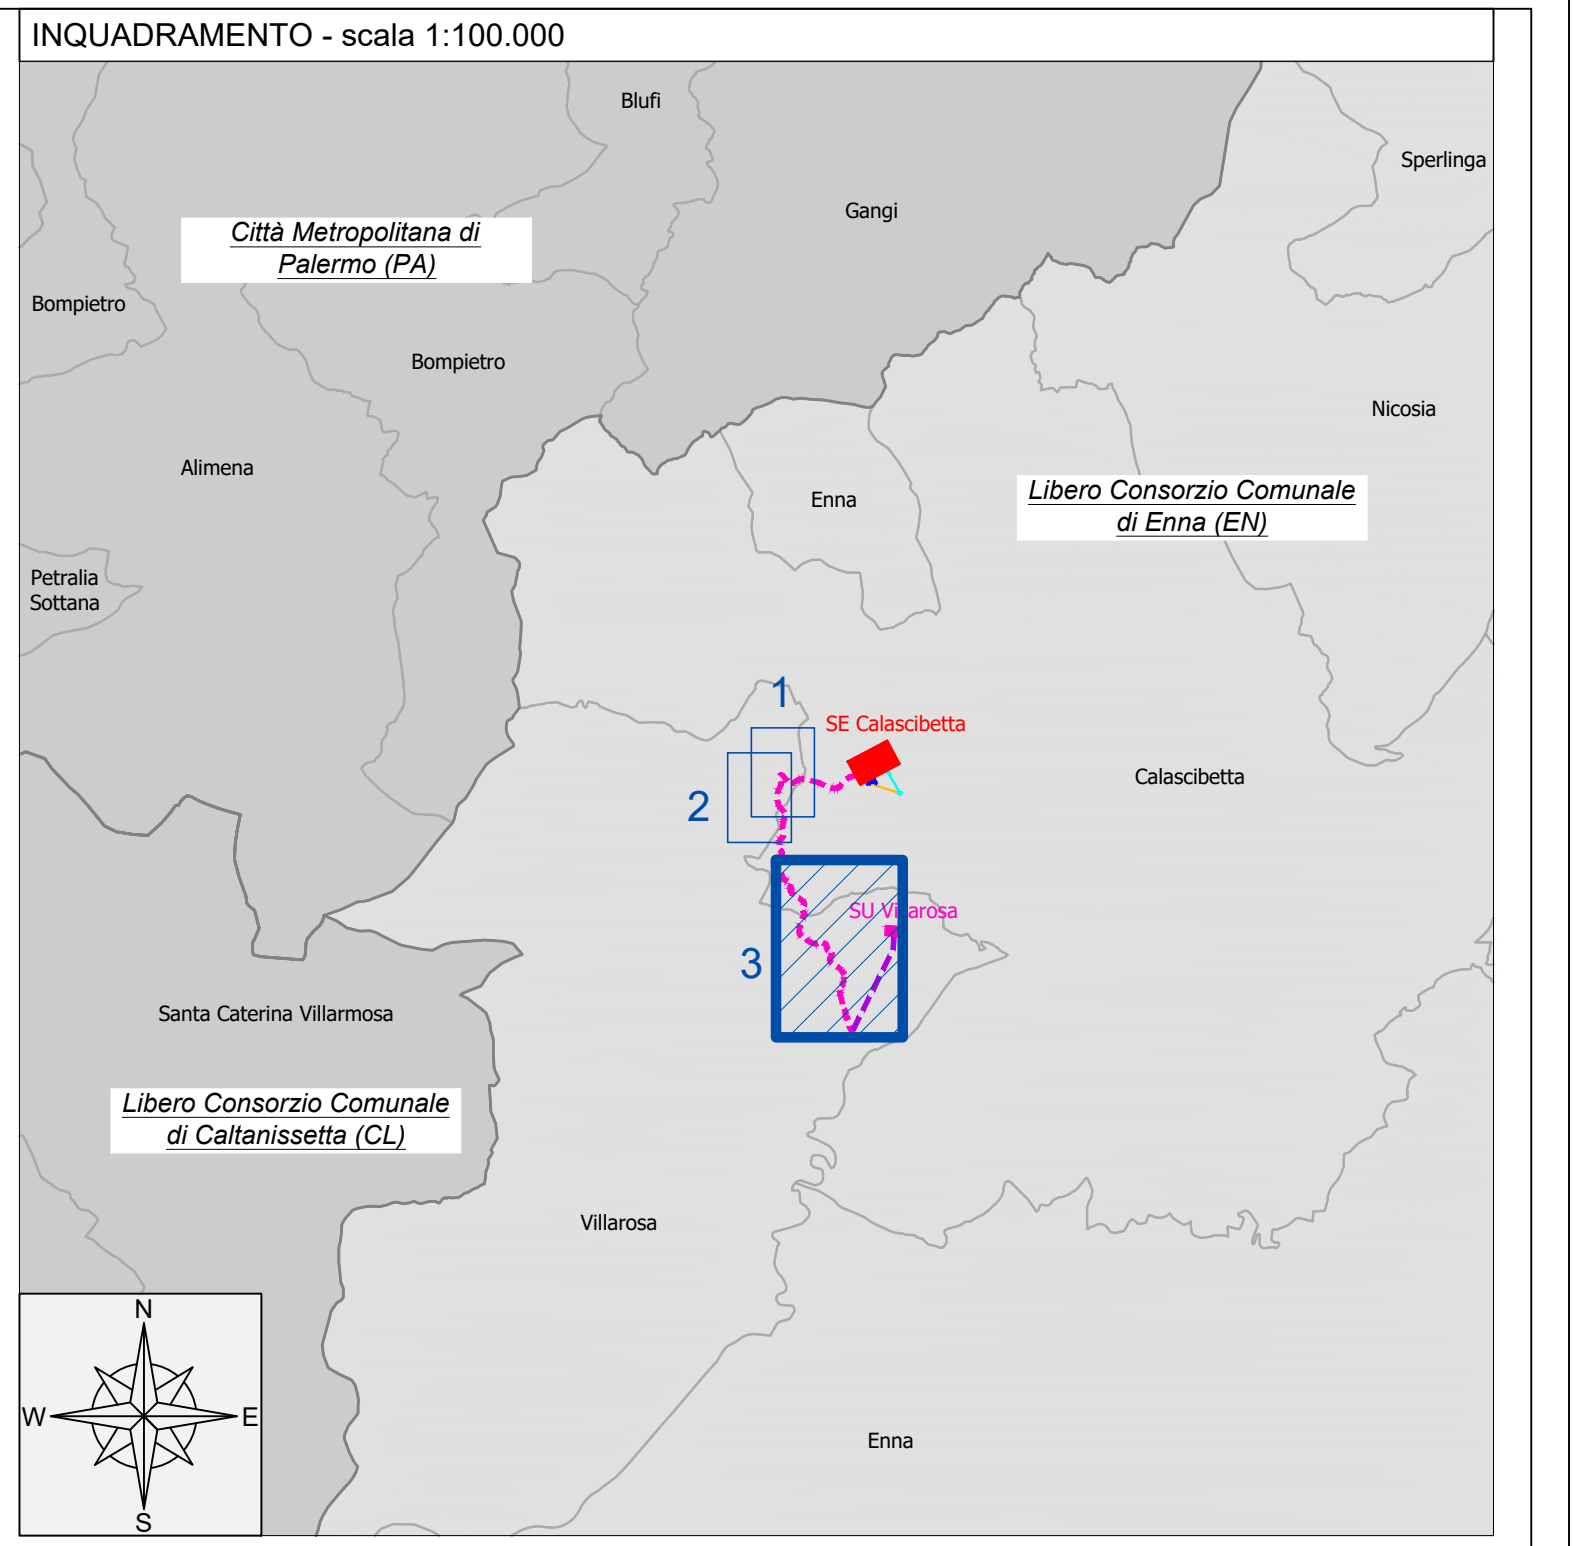 INQUADRAMENTO - scala 1:100.000
Blufi
Sperlinga
Gangi
Città Metropolitana di
Palermo (PA)
Bompietro
Bompietro
Nicosia
Alimena
Enna
Libero Consorzio Comunale
di Enna (EN)
Petralia
Sottana
1
SE Calascibetta
Calascibetta
2
SU Villarosa
3
Santa Caterina Villarmosa
Libero Consorzio Comunale
di Caltanissetta (CL)
Villarosa
N
W
E
S
Enna